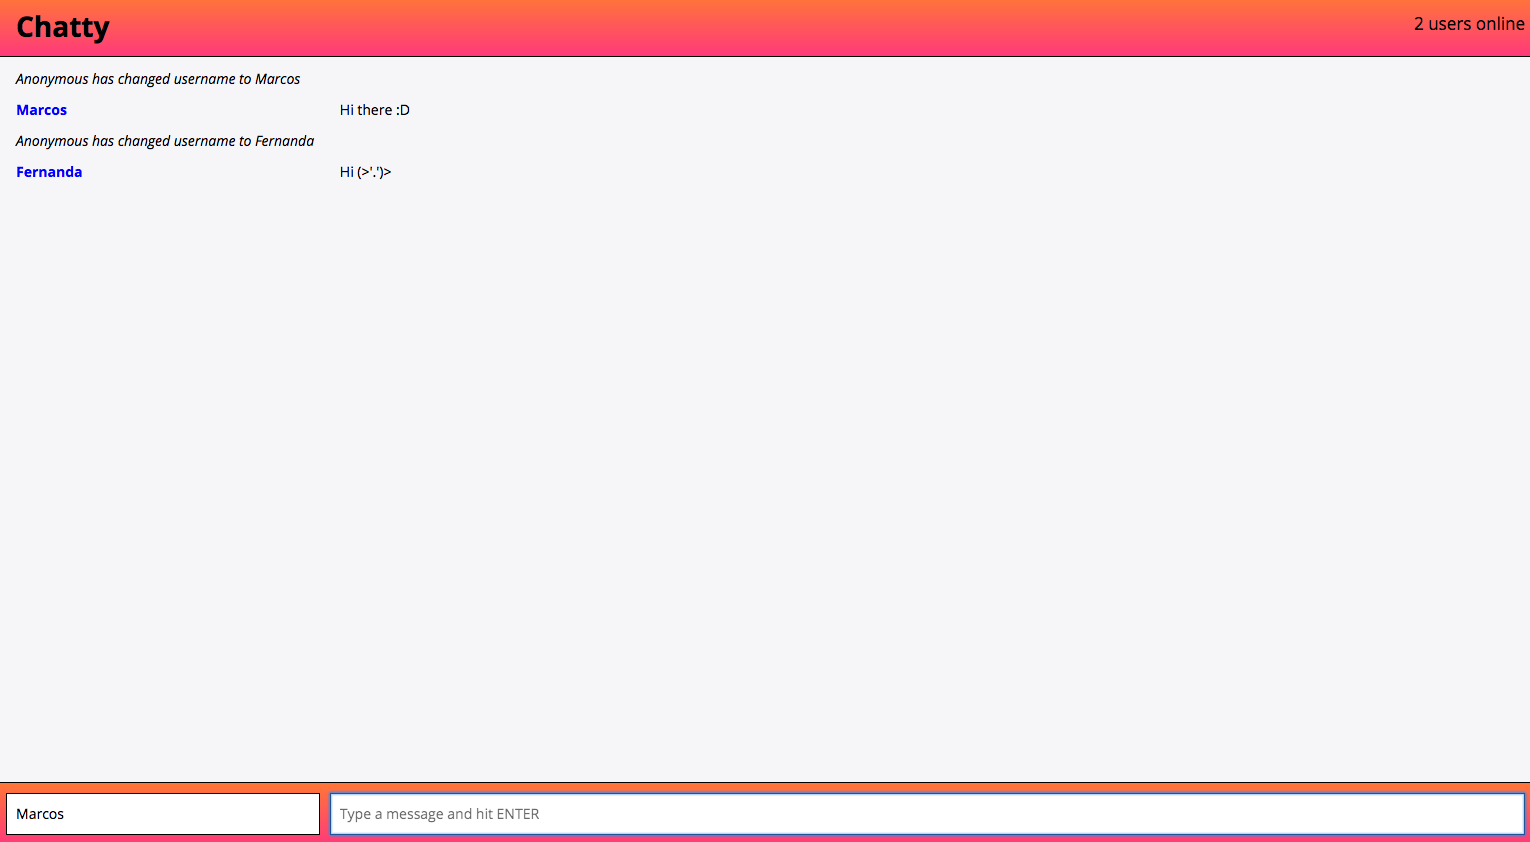 Chatty
2 users online
Anonymous has changed username to Marcos
Marcos Hi there :D
Anonymous has changed username to Fernanda
Fernanda Hi (>'.')>
Marcos
Type a message and hit ENTER